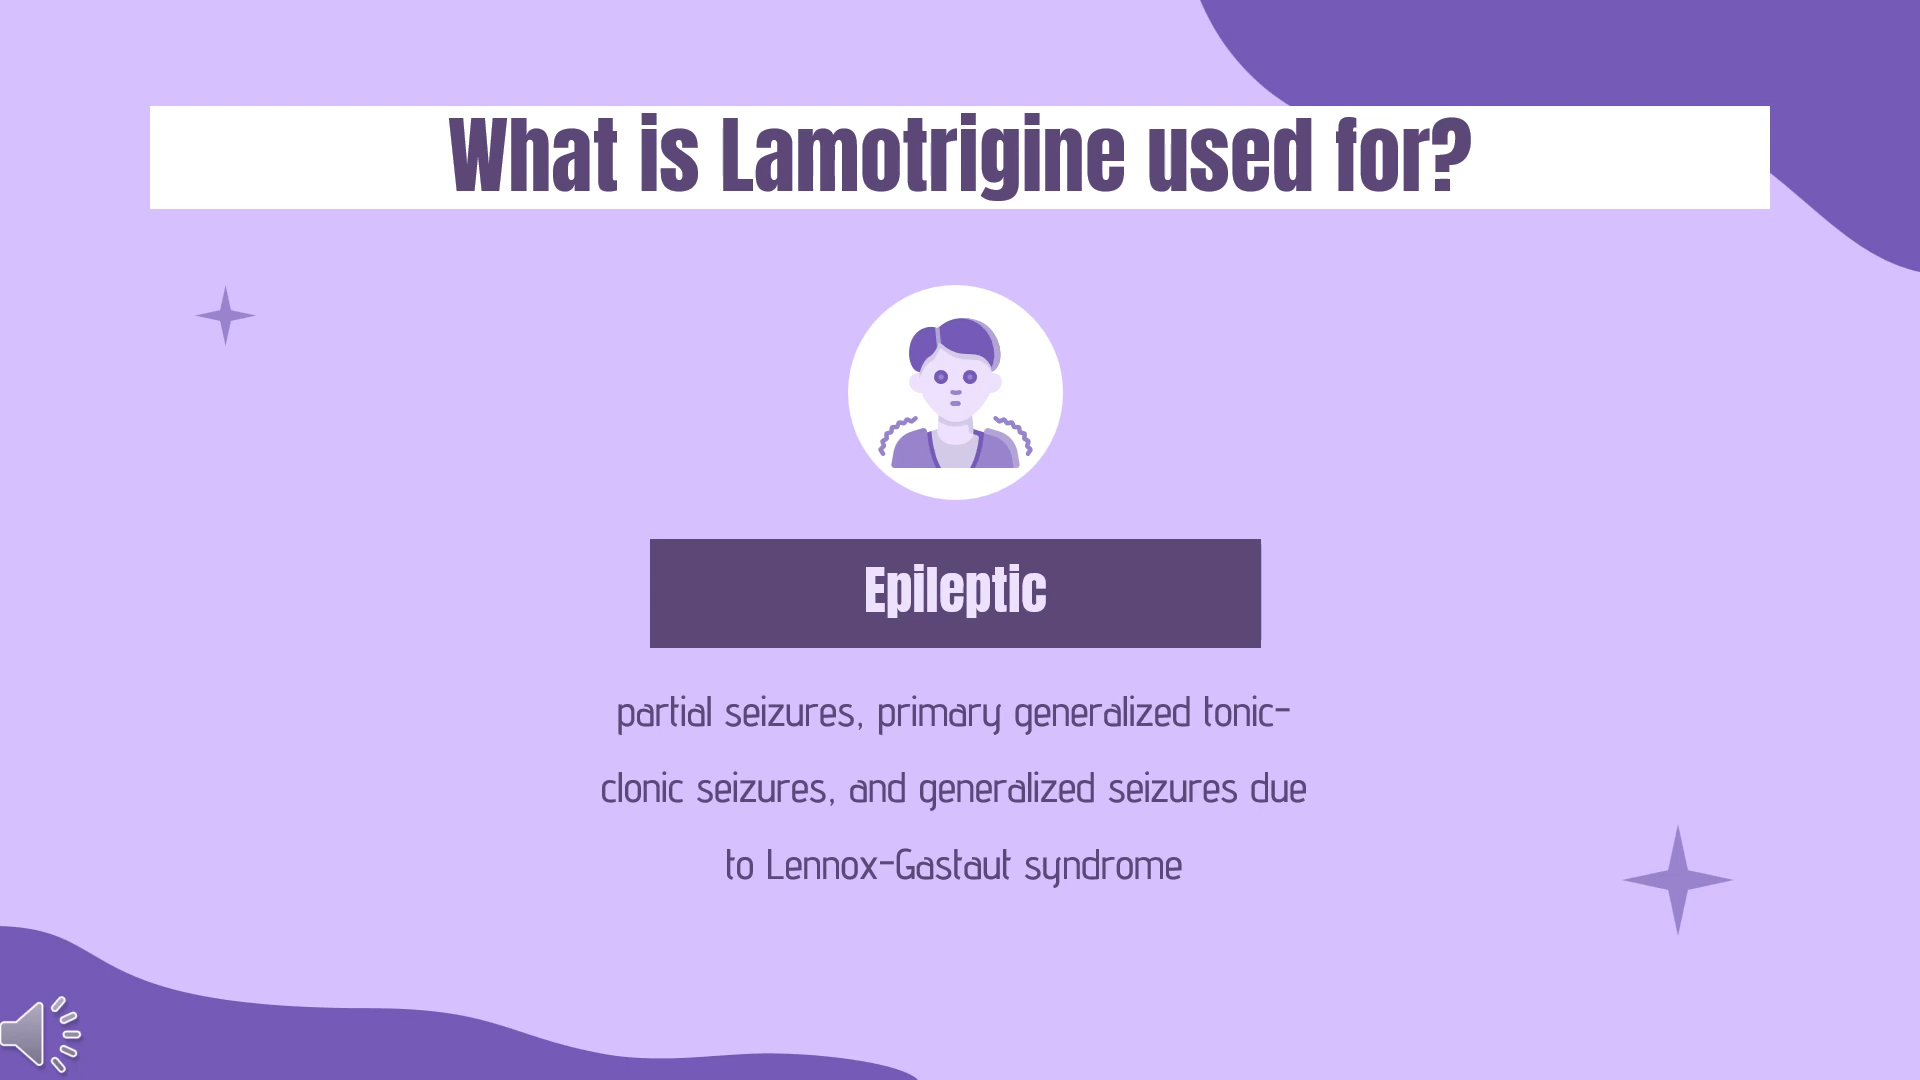 What is Lamotrigine used for?
Epileptic
partial seizures, primary generalized tonic-
clonic seizures, and generalized seizures due
to Lennox-Gastaut syndrome